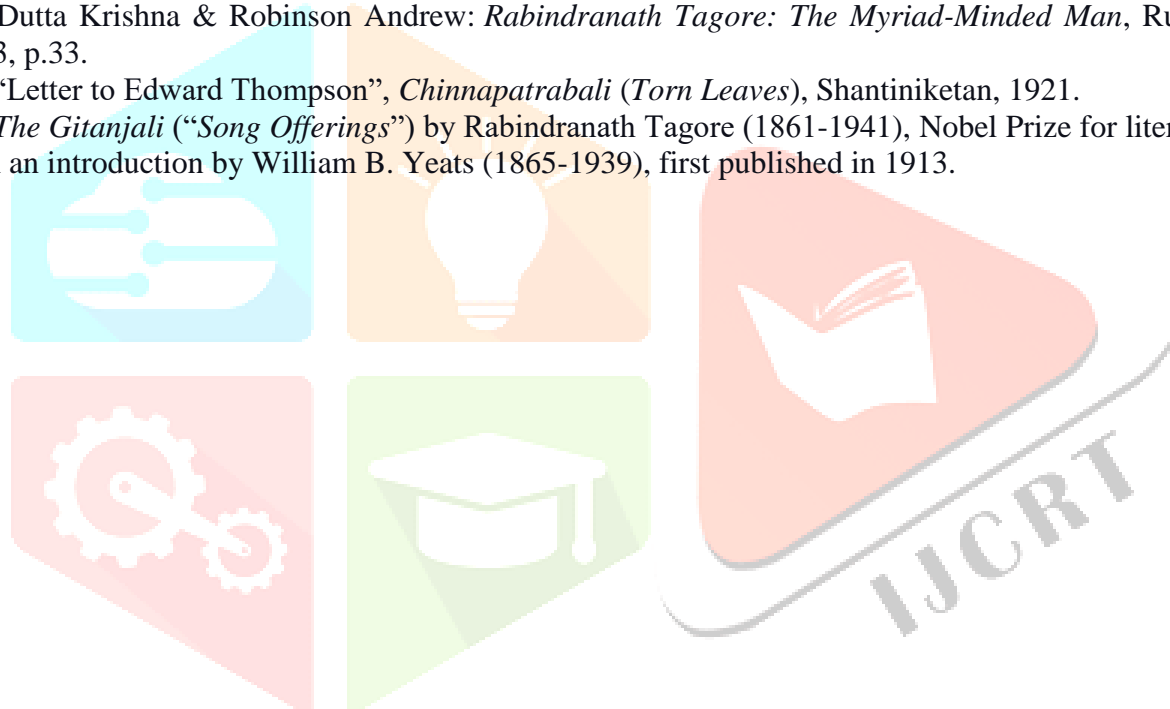 Dutta Krishna & Robinson Andrew: Rabindranath Tagore: The Myriad-Minded Man, Ru
3, p.33.
“Letter to Edward Thompson”, Chinnapatrabali (Torn Leaves), Shantiniketan, 1921.
The Gitanjali (“Song Offerings”) by Rabindranath Tagore (1861-1941), Nobel Prize for liter
an introduction by William B. Yeats (1865-1939), first published in 1913.
IJCRT